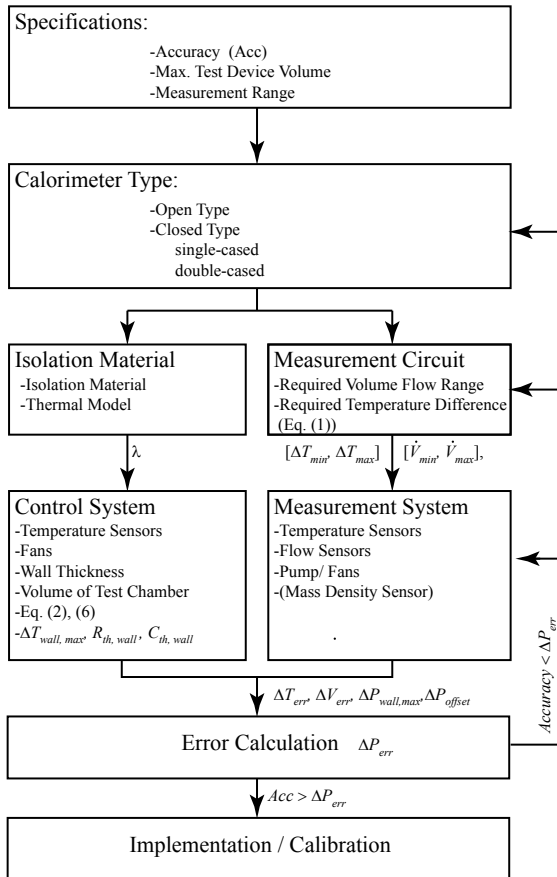 Specifications:
-Accuracy (Acc)
-Max. Test Device Volume
-Measurement Range
Calorimeter Type:
-Open Type
-Closed Type
single-cased
double-cased
Isolation Material
-Isolation Material
-Thermal Model
λ
Measurement Circuit
-Required Volume Flow Range
-Required Temperature Difference
(Eq. (1))
[ΔT_min, ΔT_max] [V̇_min, V̇_max],
Control System
-Temperature Sensors
-Fans
-Wall Thickness
-Volume of Test Chamber
-Eq. (2), (6)
-ΔT_wall, max, R_th, wall, C_th, wall
Measurement System
-Temperature Sensors
-Flow Sensors
-Pump/ Fans
-(Mass Density Sensor)
.
ΔT_err, ΔV_err, ΔP_wall,max, ΔP_offset
Error Calculation ΔP_err
Accuracy < ΔP_err
Acc > ΔP_err
Implementation / Calibration